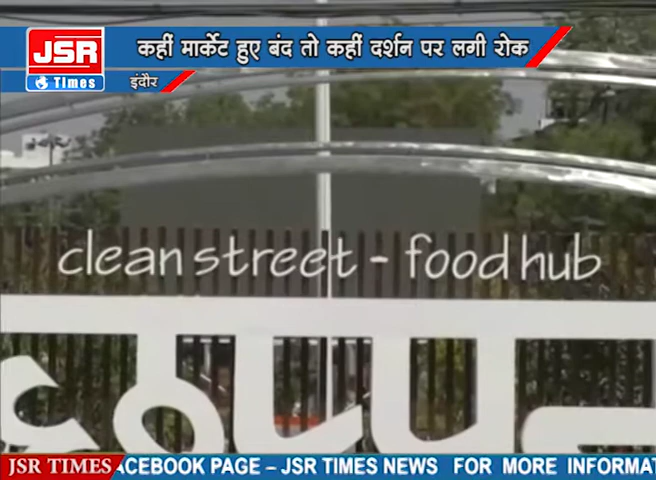 कहीं मार्केट हुए बंद तो कहीं दर्शन पर लगी रोक
JSR
Times
इंदौर
clean street - food hub
JSR TIMES ACEBOOK PAGE – JSR TIMES NEWS FOR MORE INFORMAT